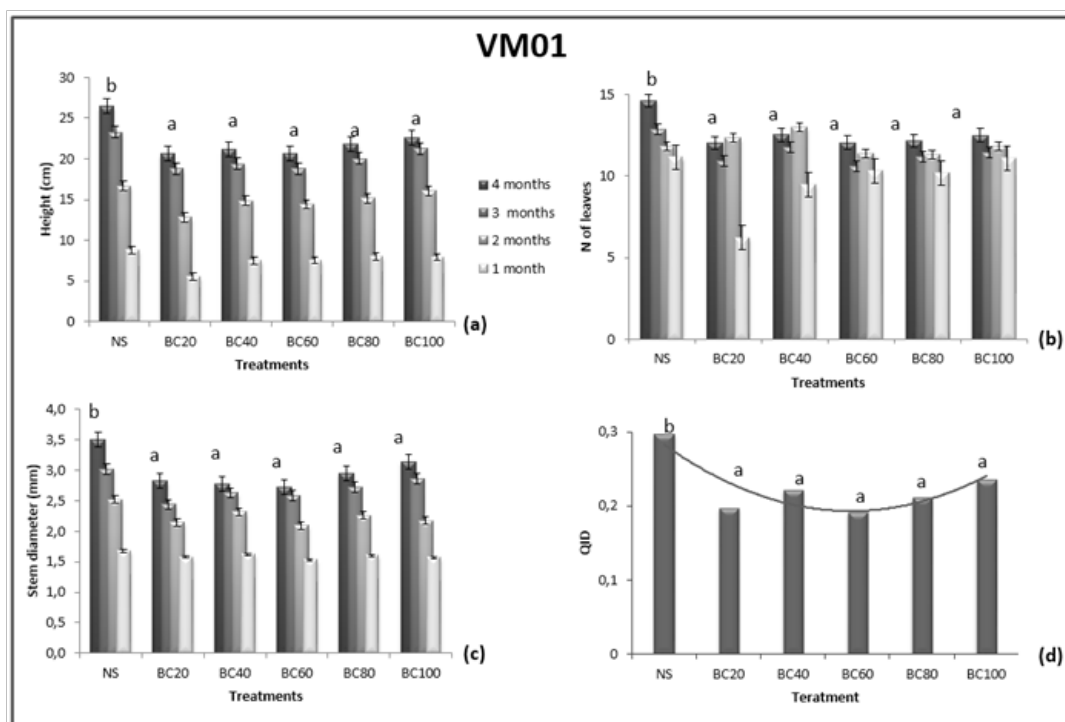 VM01
30
25
20
15
10
5
0
Height (cm)
b
a
a
a
a
a
NS BC20 BC40 BC60 BC80 BC100
Treatments
(a)
4 months
3 months
2 months
1 month
15
10
5
0
N of leaves
b
a
a
a
a
a
NS BC20 BC40 BC60 BC80 BC100
Treatments
(b)
4,0
3,5
3,0
2,5
2,0
1,5
1,0
0,5
0,0
Stem diameter (mm)
b
a
a
a
a
a
NS BC20 BC40 BC60 BC80 BC100
Treatments
(c)
0,3
0,2
0,1
0
QID
b
a
a
a
a
a
NS BC20 BC40 BC60 BC80 BC100
Teratment
(d)